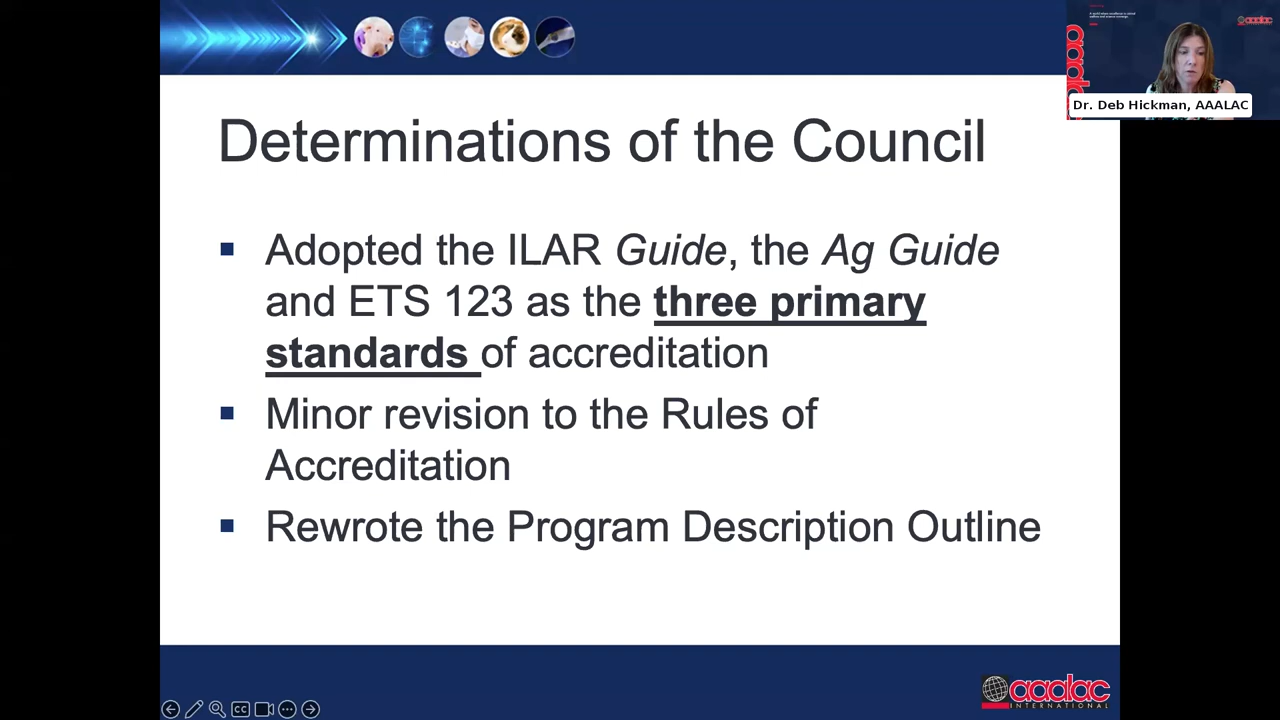 aadac
Dr. Deb Hickman, AAALAC
Determinations of the Council
▪ Adopted the ILAR Guide, the Ag Guide
and ETS 123 as the three primary
standards of accreditation
▪ Minor revision to the Rules of
Accreditation
▪ Rewrote the Program Description Outline
CC
aaalac
INTERNATIONAL